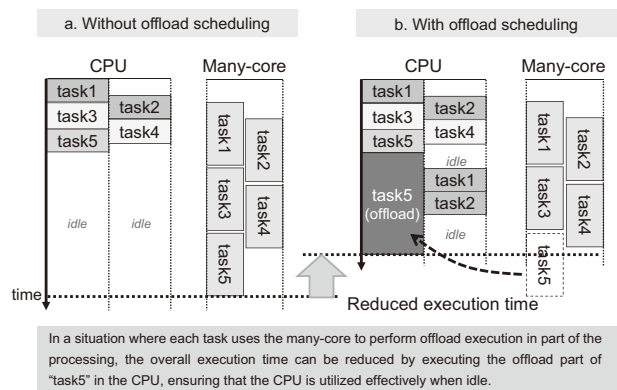 a. Without offload scheduling
b. With offload scheduling
CPU
Many-core
task1
task2
task3
task4
task5
idle
idle
task1
task2
task3
task4
task5
time
CPU
Many-core
task1
task2
task3
task4
task5
idle
task5
(offload)
task1
task2
idle
task1
task2
task3
task4
task5
Reduced execution time
In a situation where each task uses the many-core to perform offload execution in part of the
processing, the overall execution time can be reduced by executing the offload part of
“task5” in the CPU, ensuring that the CPU is utilized effectively when idle.